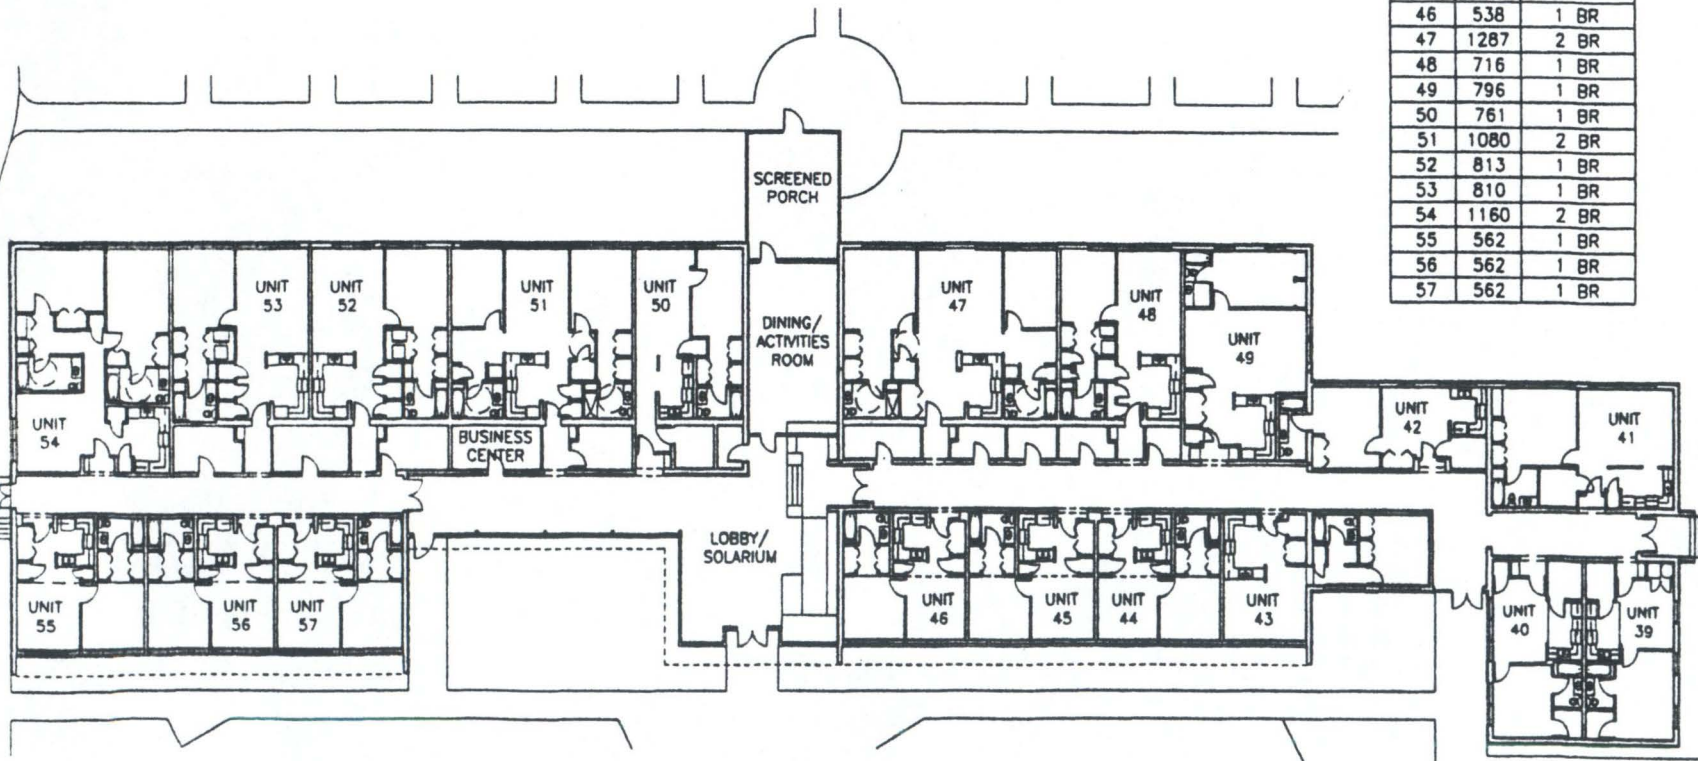 46 538 1 BR
47 1287 2 BR
48 716 1 BR
49 796 1 BR
50 761 1 BR
51 1080 2 BR
52 813 1 BR
53 810 1 BR
54 1160 2 BR
55 562 1 BR
56 562 1 BR
57 562 1 BR
SCREENED
PORCH
UNIT
53
UNIT
52
UNIT
51
UNIT
50
DINING/
ACTIVITIES
ROOM
UNIT
47
UNIT
48
UNIT
49
UNIT
54
BUSINESS
CENTER
UNIT
42
UNIT
41
LOBBY/
SOLARIUM
UNIT
55
UNIT
56
UNIT
57
UNIT
46
UNIT
45
UNIT
44
UNIT
43
UNIT
40
UNIT
39